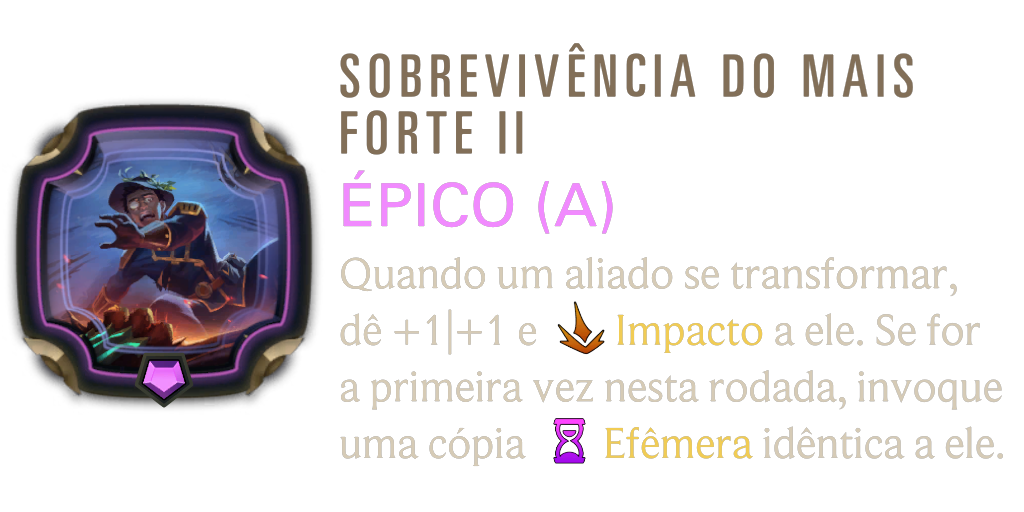 SOBREVIVÊNCIA DO MAIS
FORTE II
ÉPICO (A)
Quando um aliado se transformar,
dê +1|+1 e Impacto a ele. Se for
a primeira vez nesta rodada, invoque
uma cópia Efêmera idêntica a ele.